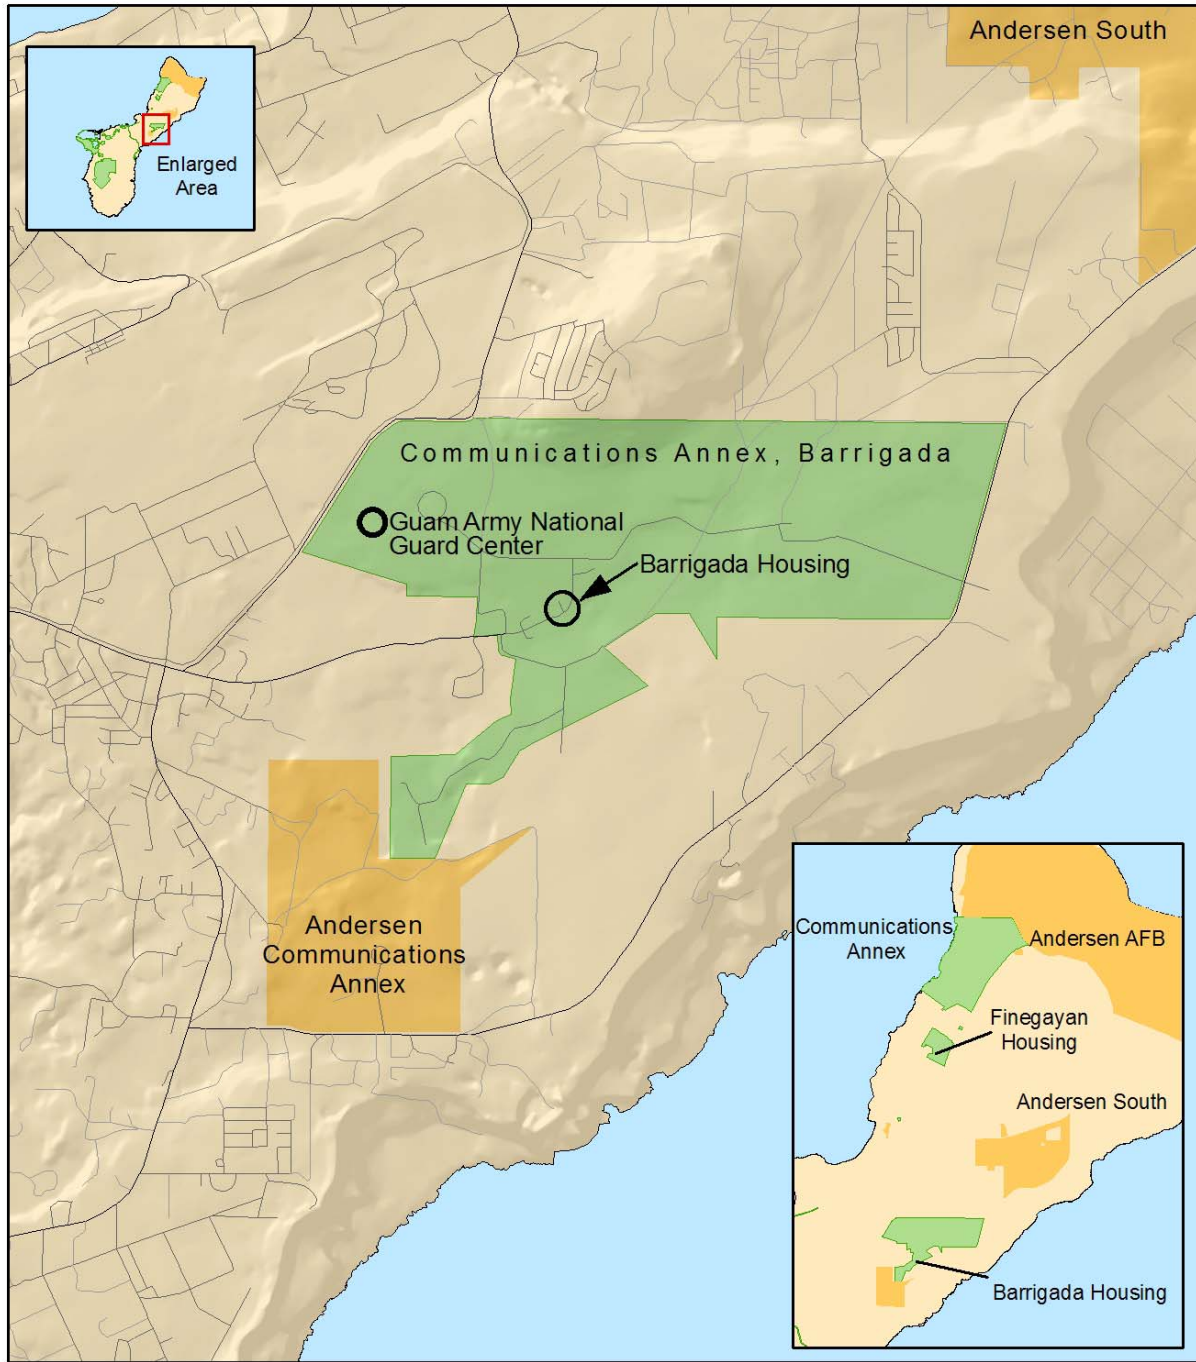 Andersen South
Enlarged
Area
Communications Annex, Barrigada
Guam Army National
Guard Center
Barrigada Housing
Andersen
Communications
Annex
Communications
Annex
Andersen AFB
Finegayan
Housing
Andersen South
Barrigada Housing